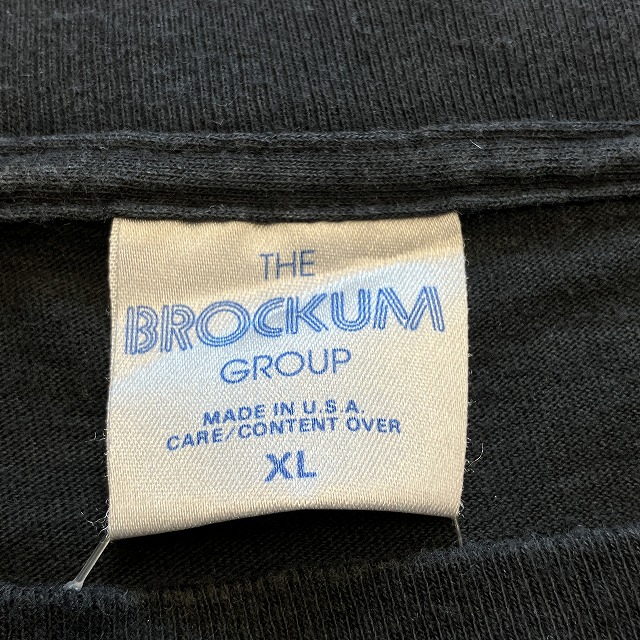 THE
BROCKUM
GROUP
MADE IN U.S.A.
CARE/CONTENT OVER
XL